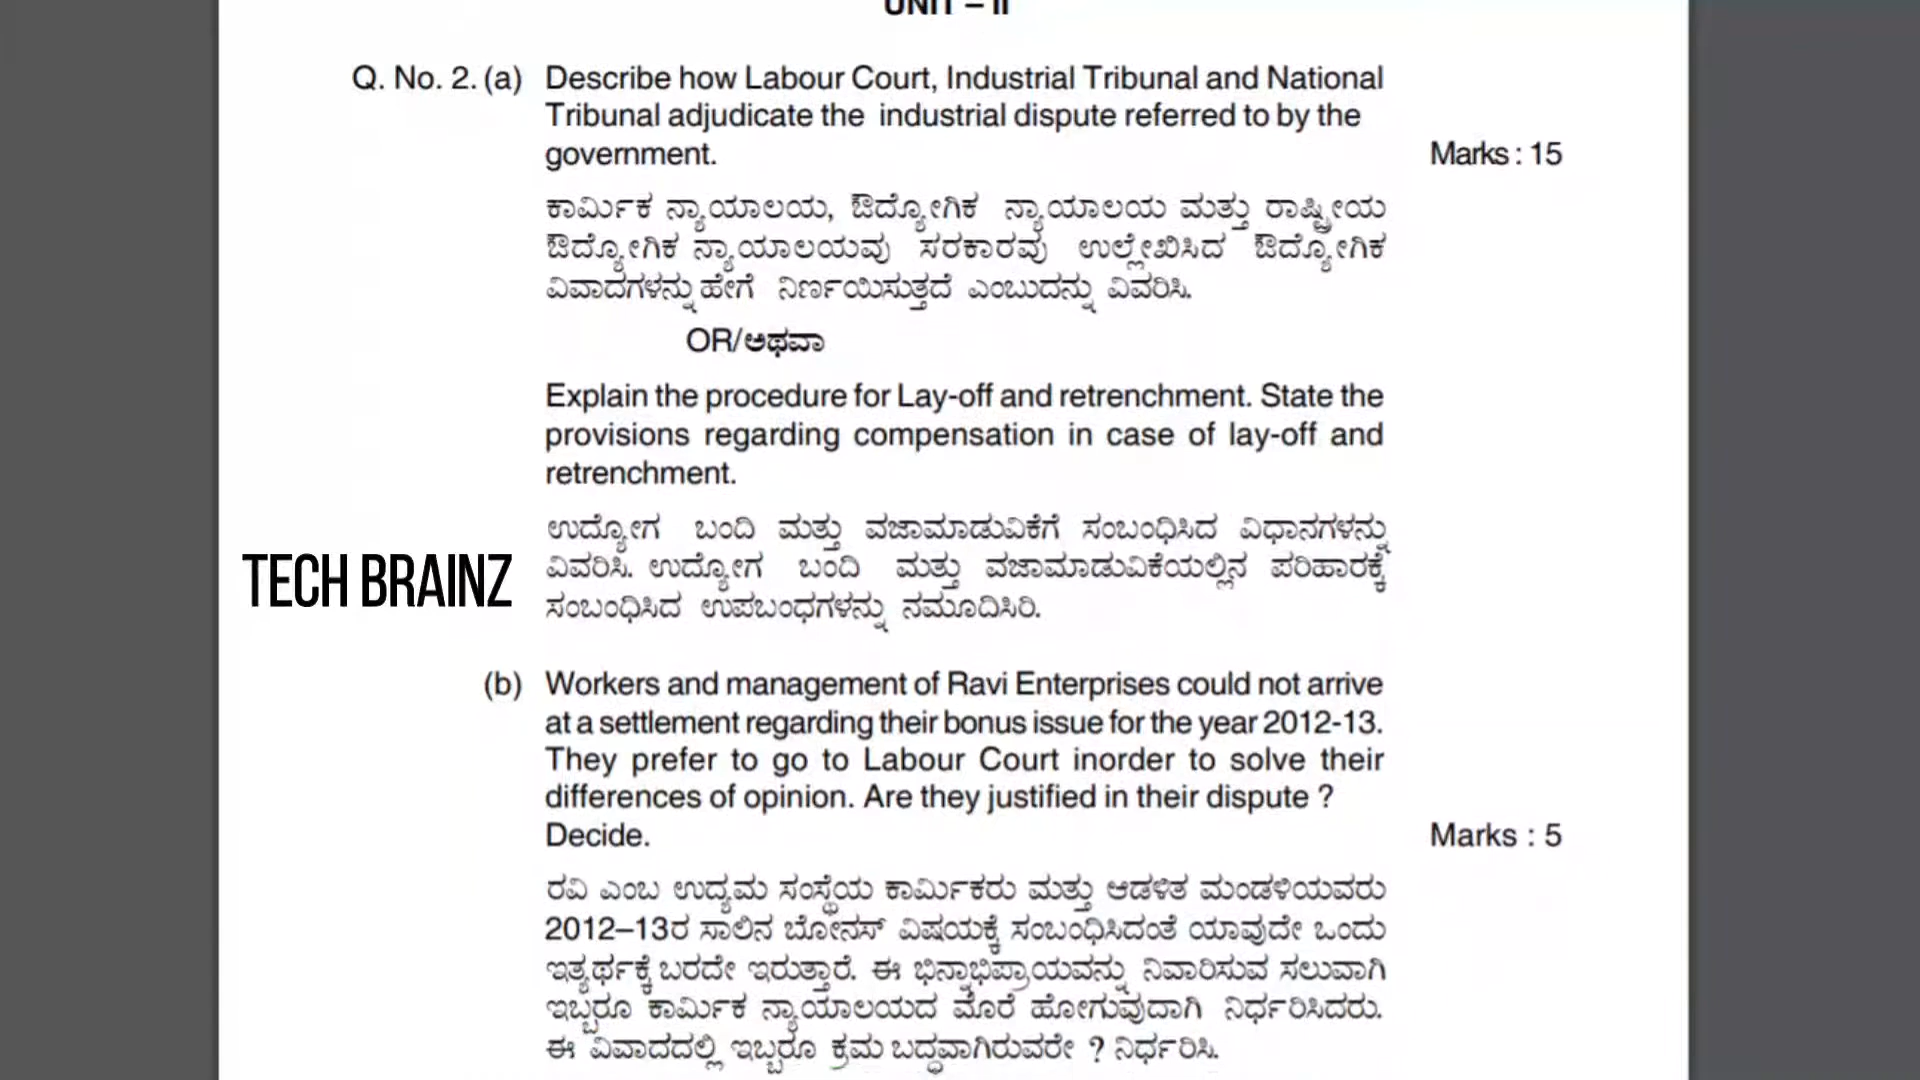 UNIT – II
Q. No. 2. (a) Describe how Labour Court, Industrial Tribunal and National
Tribunal adjudicate the industrial dispute referred to by the
government. Marks : 15
ಕಾರ್ಮಿಕ ನ್ಯಾಯಾಲಯ, ಔದ್ಯೋಗಿಕ ನ್ಯಾಯಾಲಯ ಮತ್ತು ರಾಷ್ಟ್ರೀಯ
ಔದ್ಯೋಗಿಕ ನ್ಯಾಯಾಲಯವು ಸರಕಾರವು ಉಲ್ಲೇಖಿಸಿದ ಔದ್ಯೋಗಿಕ
ವಿವಾದಗಳನ್ನು ಹೇಗೆ ನಿರ್ಣಯಿಸುತ್ತದೆ ಎಂಬುದನ್ನು ವಿವರಿಸಿ.
OR/ಅಥವಾ
Explain the procedure for Lay-off and retrenchment. State the
provisions regarding compensation in case of lay-off and
retrenchment.
ಉದ್ಯೋಗ ಬಂದಿ ಮತ್ತು ವಜಾಮಾಡುವಿಕೆಗೆ ಸಂಬಂಧಿಸಿದ ವಿಧಾನಗಳನ್ನು
TECH BRAINZ ವಿವರಿಸಿ. ಉದ್ಯೋಗ ಬಂದಿ ಮತ್ತು ವಜಾಮಾಡುವಿಕೆಯಲ್ಲಿನ ಪರಿಹಾರಕ್ಕೆ
ಸಂಬಂಧಿಸಿದ ಉಪಬಂಧಗಳನ್ನು ನಮೂದಿಸಿರಿ.
(b) Workers and management of Ravi Enterprises could not arrive
at a settlement regarding their bonus issue for the year 2012-13.
They prefer to go to Labour Court inorder to solve their
differences of opinion. Are they justified in their dispute ?
Decide. Marks : 5
ರವಿ ಎಂಬ ಉದ್ಯಮ ಸಂಸ್ಥೆಯ ಕಾರ್ಮಿಕರು ಮತ್ತು ಆಡಳಿತ ಮಂಡಳಿಯವರು
2012–13ರ ಸಾಲಿನ ಬೋನಸ್ ವಿಷಯಕ್ಕೆ ಸಂಬಂಧಿಸಿದಂತೆ ಯಾವುದೇ ಒಂದು
ಇತ್ಯರ್ಥಕ್ಕೆ ಬರದೇ ಇರುತ್ತಾರೆ. ಈ ಭಿನ್ನಾಭಿಪ್ರಾಯವನ್ನು ನಿವಾರಿಸುವ ಸಲುವಾಗಿ
ಇಬ್ಬರೂ ಕಾರ್ಮಿಕ ನ್ಯಾಯಾಲಯದ ಮೊರೆ ಹೋಗುವುದಾಗಿ ನಿರ್ಧರಿಸಿದರು.
ಈ ವಿವಾದದಲ್ಲಿ ಇಬ್ಬರೂ ಕ್ರಮ ಬದ್ಧವಾಗಿರುವರೇ ? ನಿರ್ಧರಿಸಿ.